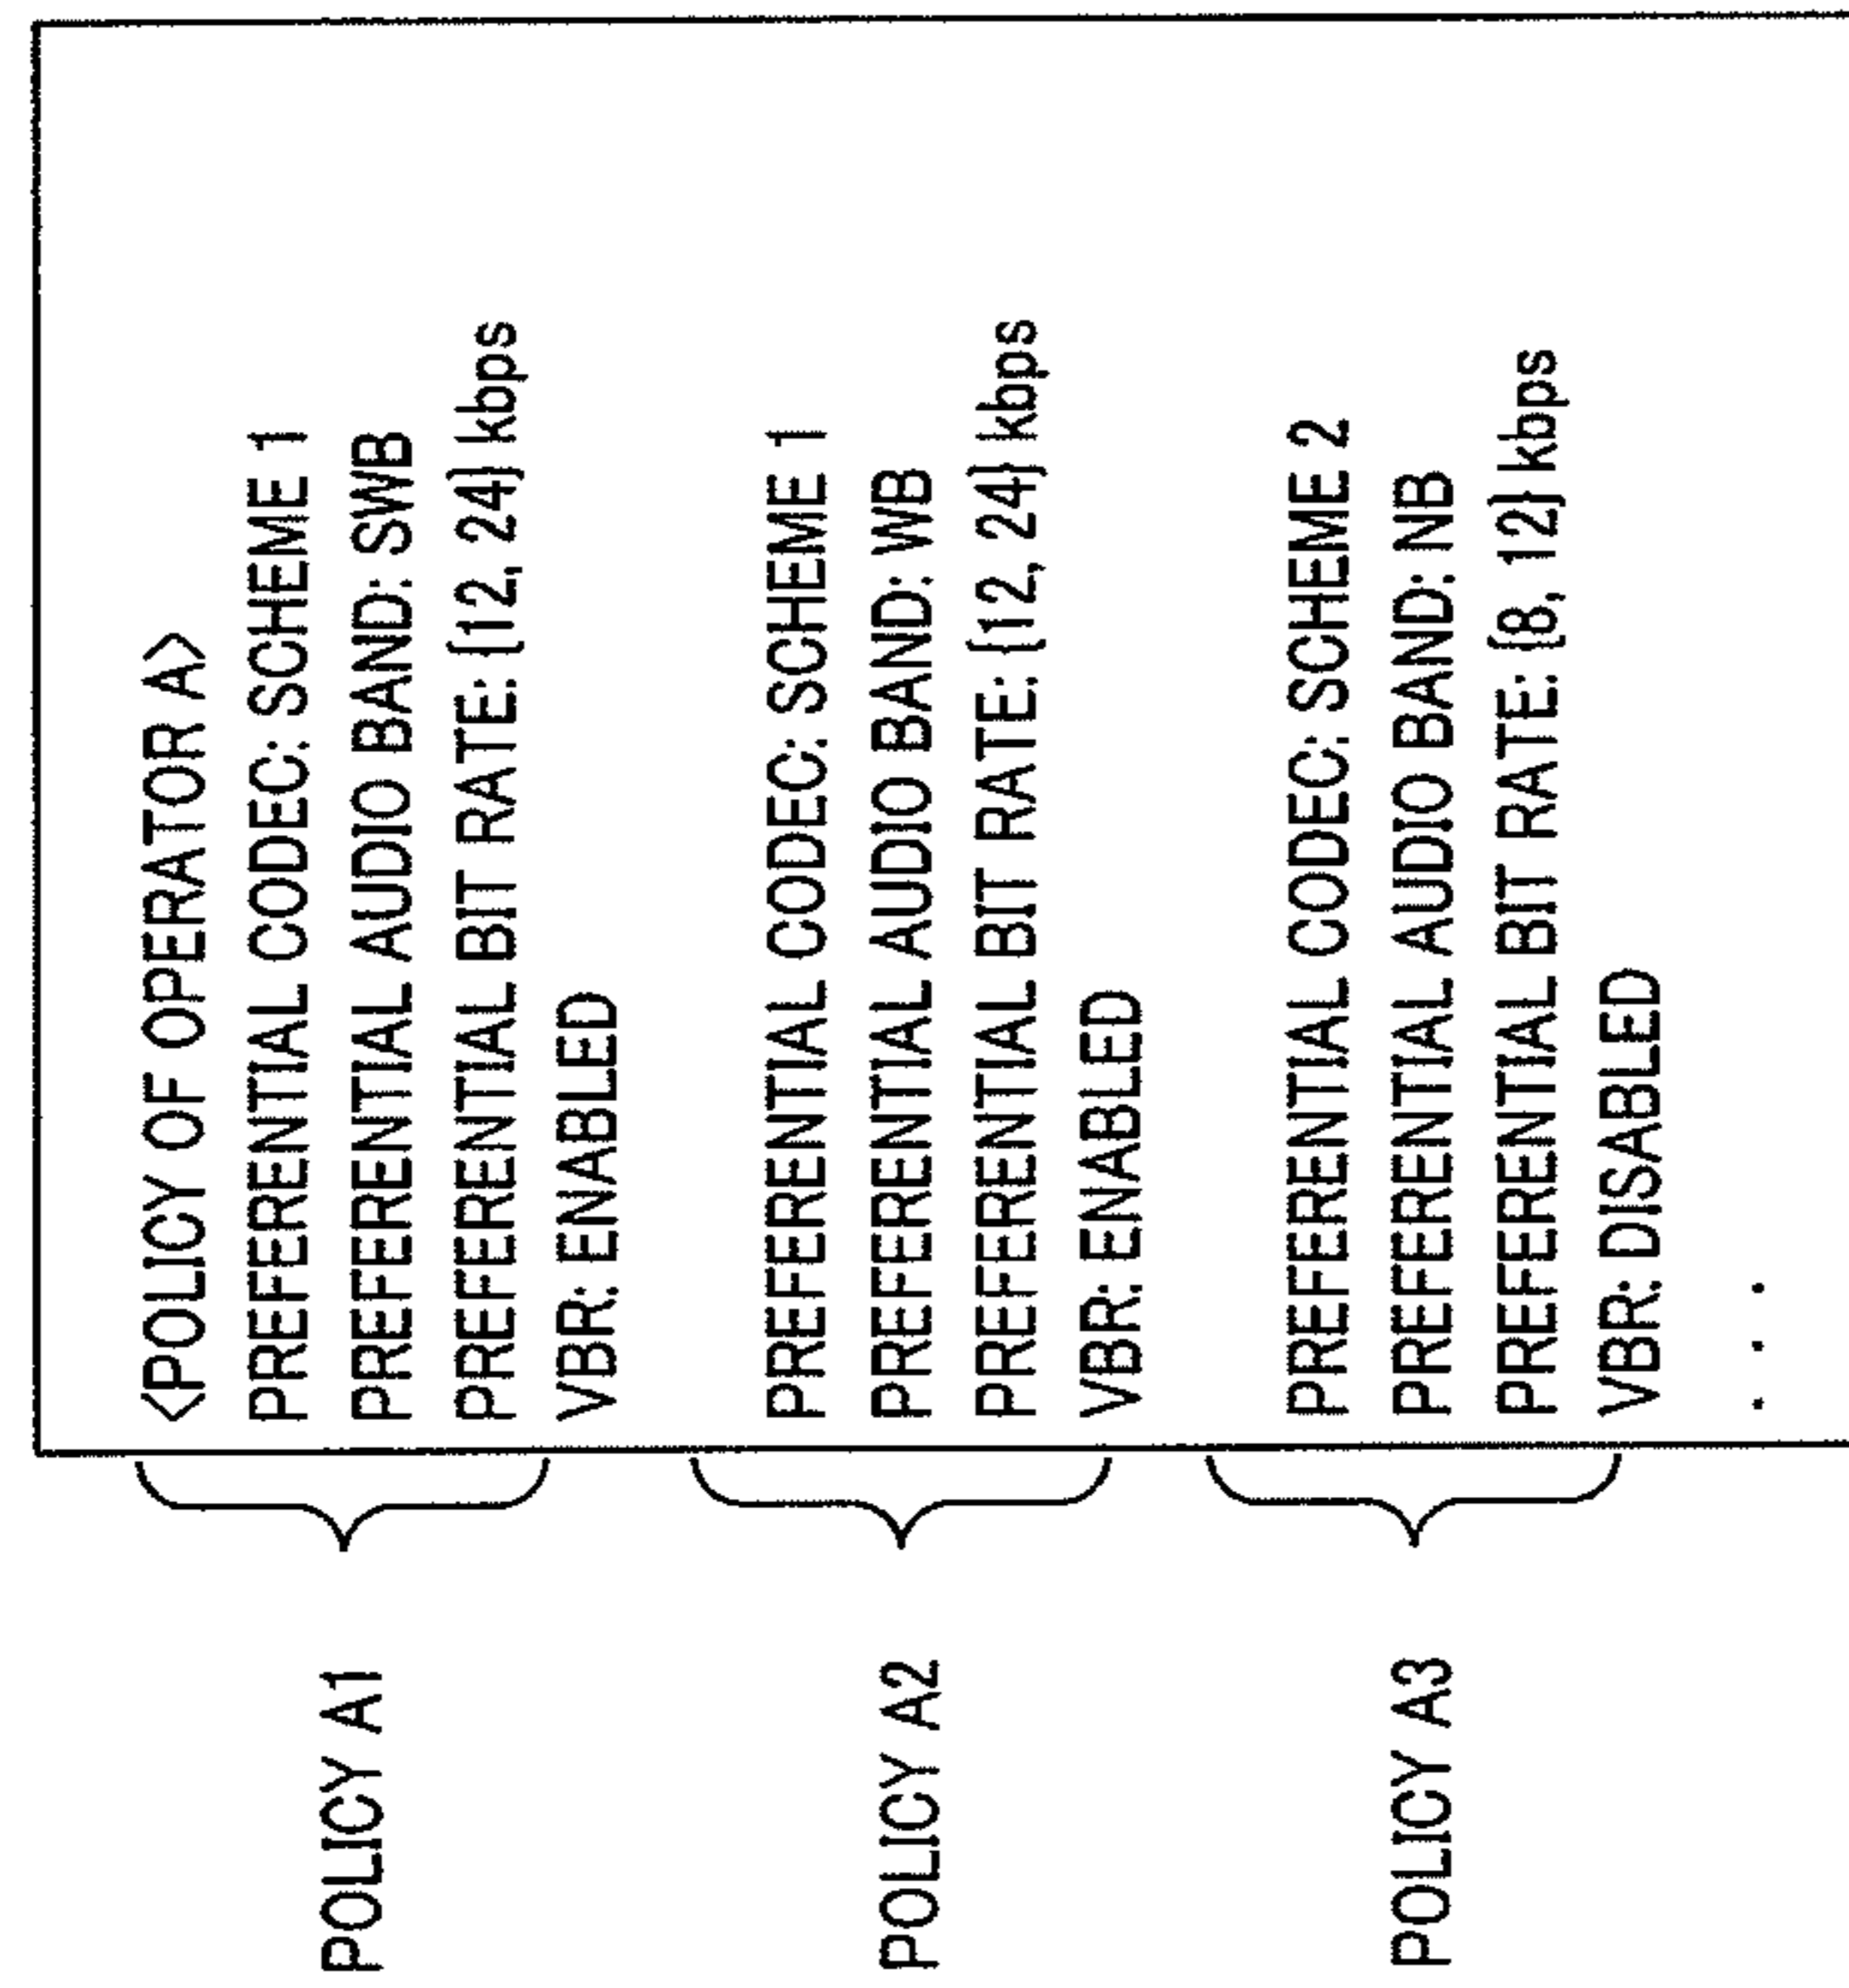 <POLICY OF OPERATOR A>
POLICY A1
PREFERENTIAL CODEC: SCHEME 1
PREFERENTIAL AUDIO BAND: SWB
PREFERENTIAL BIT RATE: {12, 24} kbps
VBR: ENABLED
POLICY A2
PREFERENTIAL CODEC: SCHEME 1
PREFERENTIAL AUDIO BAND: WB
PREFERENTIAL BIT RATE: {12, 24} kbps
VBR: ENABLED
POLICY A3
PREFERENTIAL CODEC: SCHEME 2
PREFERENTIAL AUDIO BAND: NB
PREFERENTIAL BIT RATE: {8, 12} kbps
VBR: DISABLED
. . .